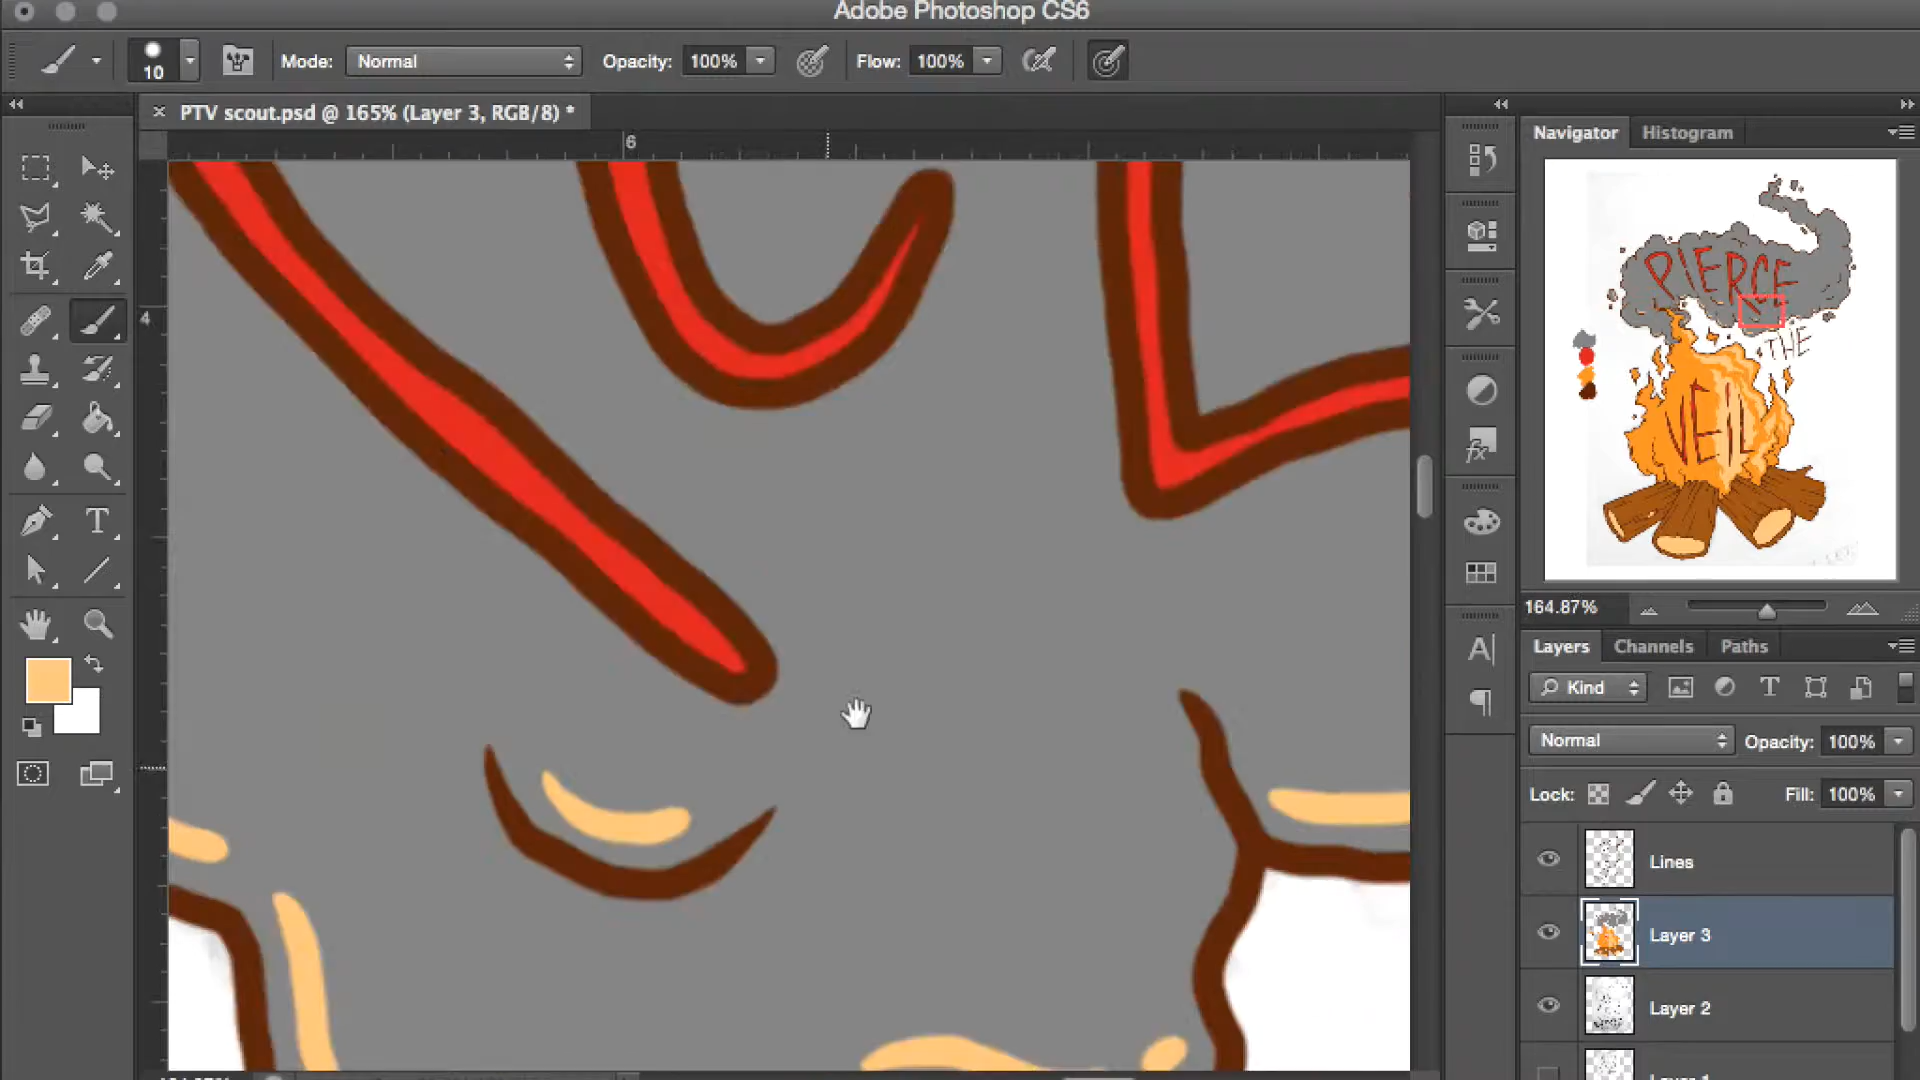 Adobe Photoshop CS6
10 Mode: Normal Opacity: 100% Flow: 100%
× PTV scout.psd @ 165% (Layer 3, RGB/8) *
6
4
Navigator Histogram
PIERCE
THE
VEIL
164.87%
Layers Channels Paths
Kind
Normal Opacity: 100%
Lock: Fill: 100%
Lines
Layer 3
Layer 2